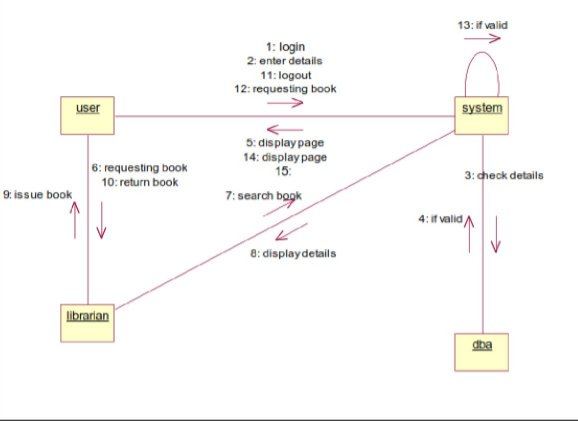 13: if valid
1: login
2: enter details
11: logout
12: requesting book
user
system
5: display page
14: display page
15:
6: requesting book
10: return book
3: check details
9: issue book
7: search book
4: if valid
8: display details
librarian
dba